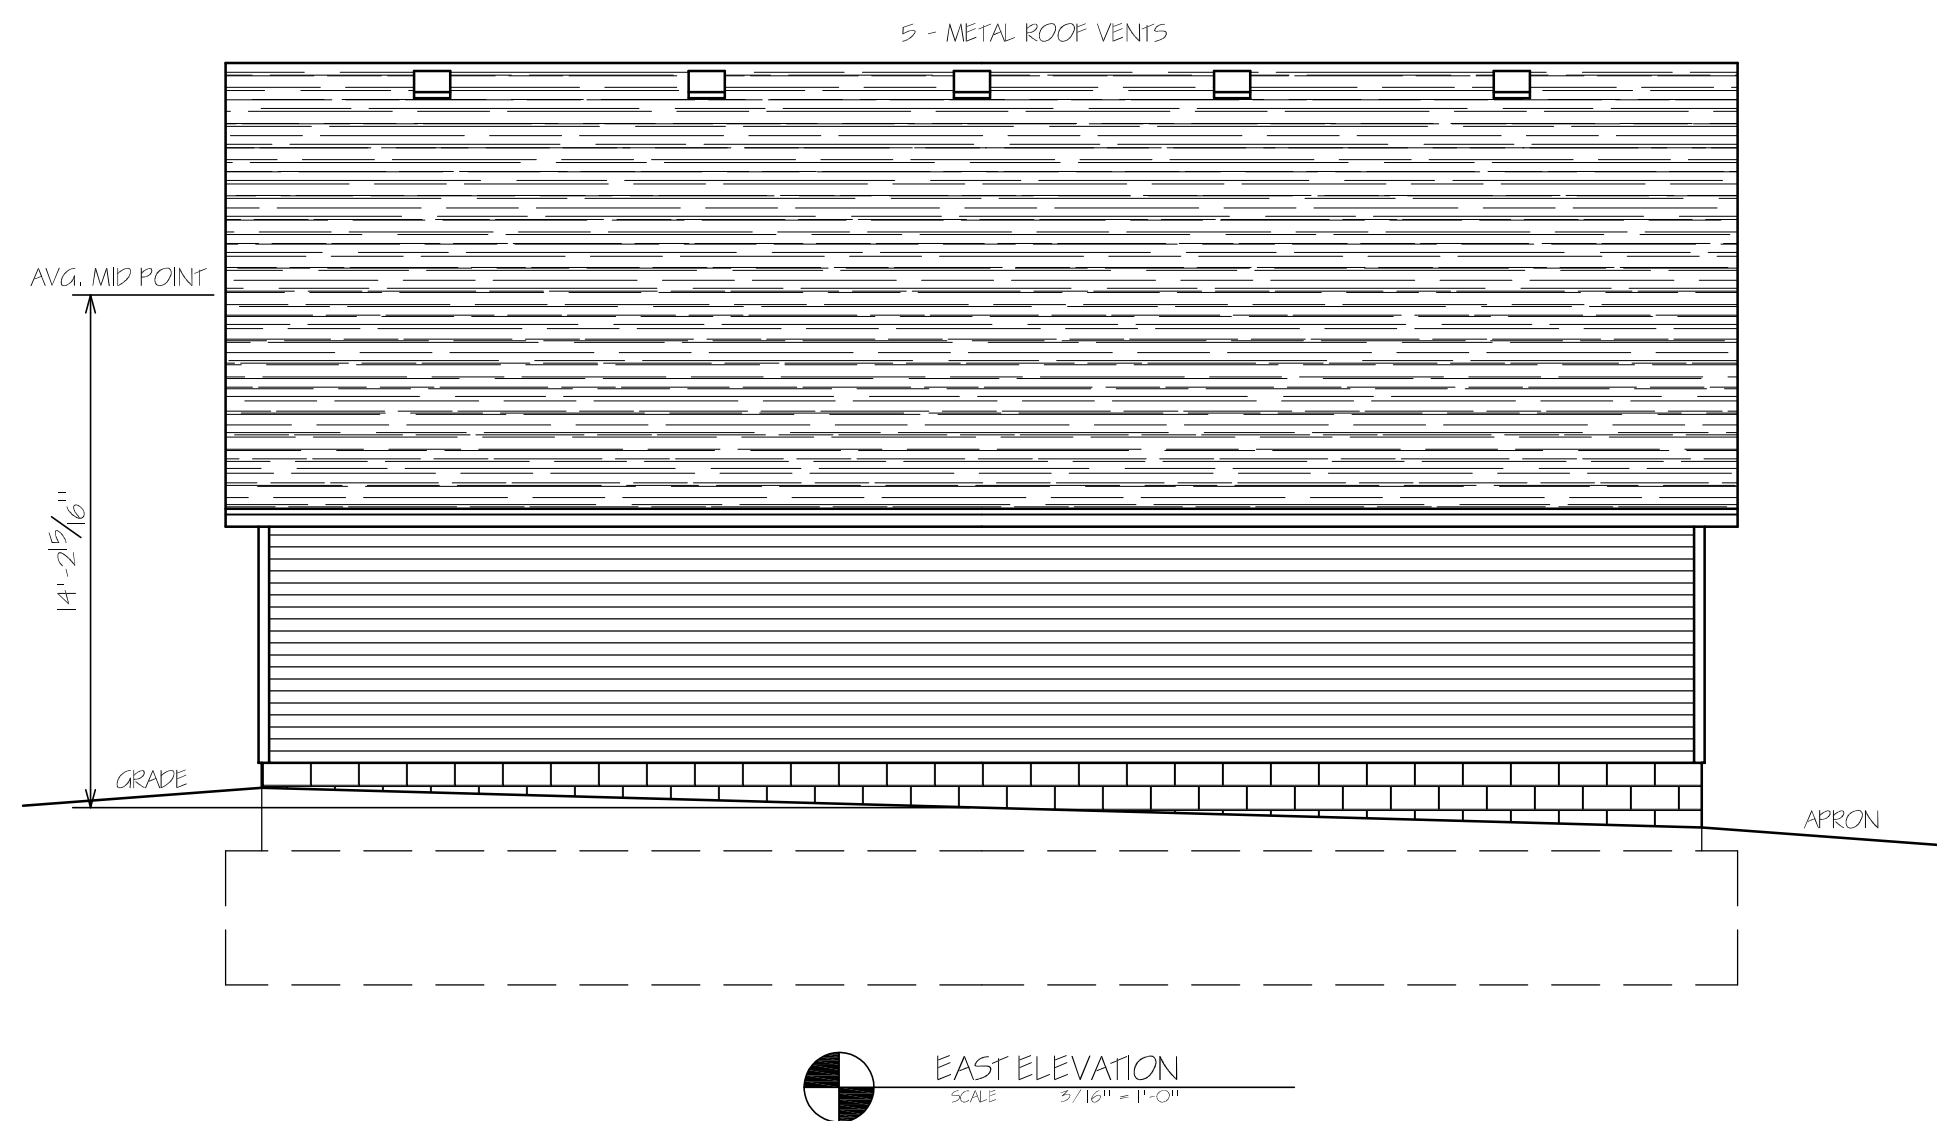 5 - METAL ROOF VENTS
AVG. MID POINT
14'-2 15/16"
GRADE
APRON
EAST ELEVATION
SCALE 3/16" = 1'-0"